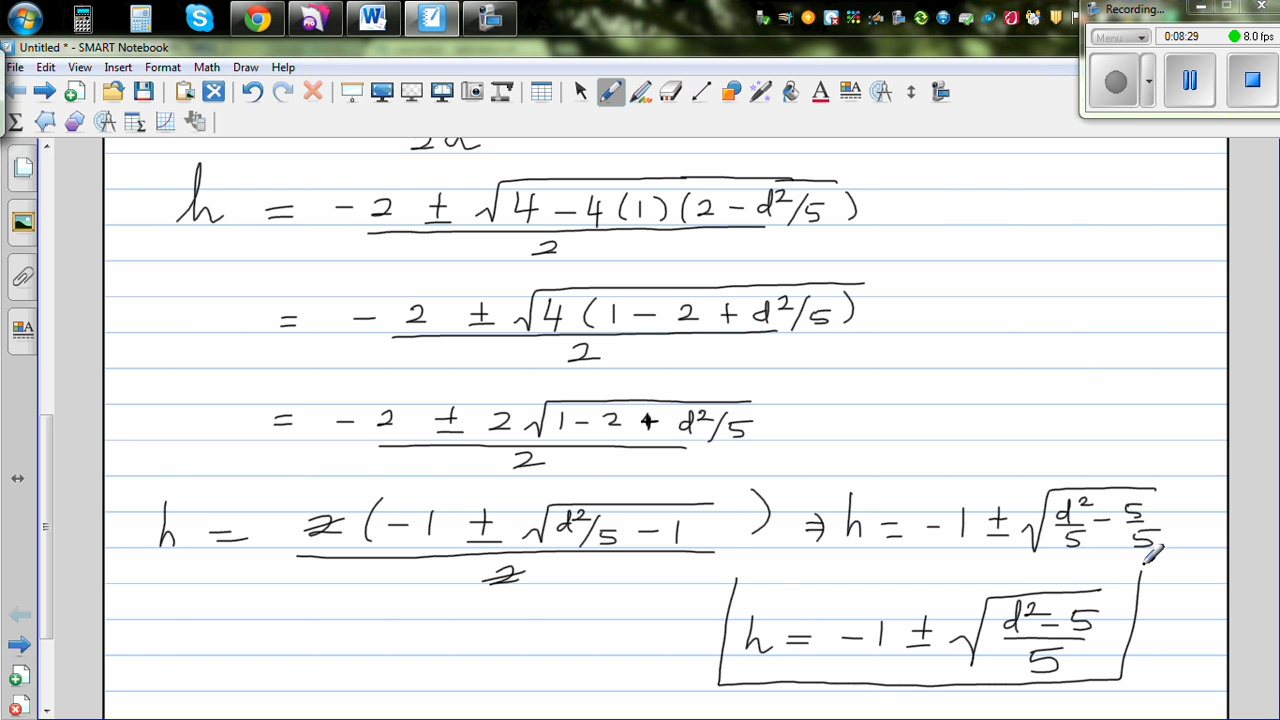 Recording...
Untitled * - SMART Notebook
Menu 0:08:29 8.0 fps
File Edit View Insert Format Math Draw Help
2a
h = -2 ± √4 - 4(1)(2 - d²/5)
2
= -2 ± √4(1 - 2 + d²/5)
2
= -2 ± 2√1 - 2 + d²/5
2
h = 2(-1 ± √d²/5 - 1) ⇒ h = -1 ± √d²/5 - 5/5
2
h = -1 ± √d² - 5
5